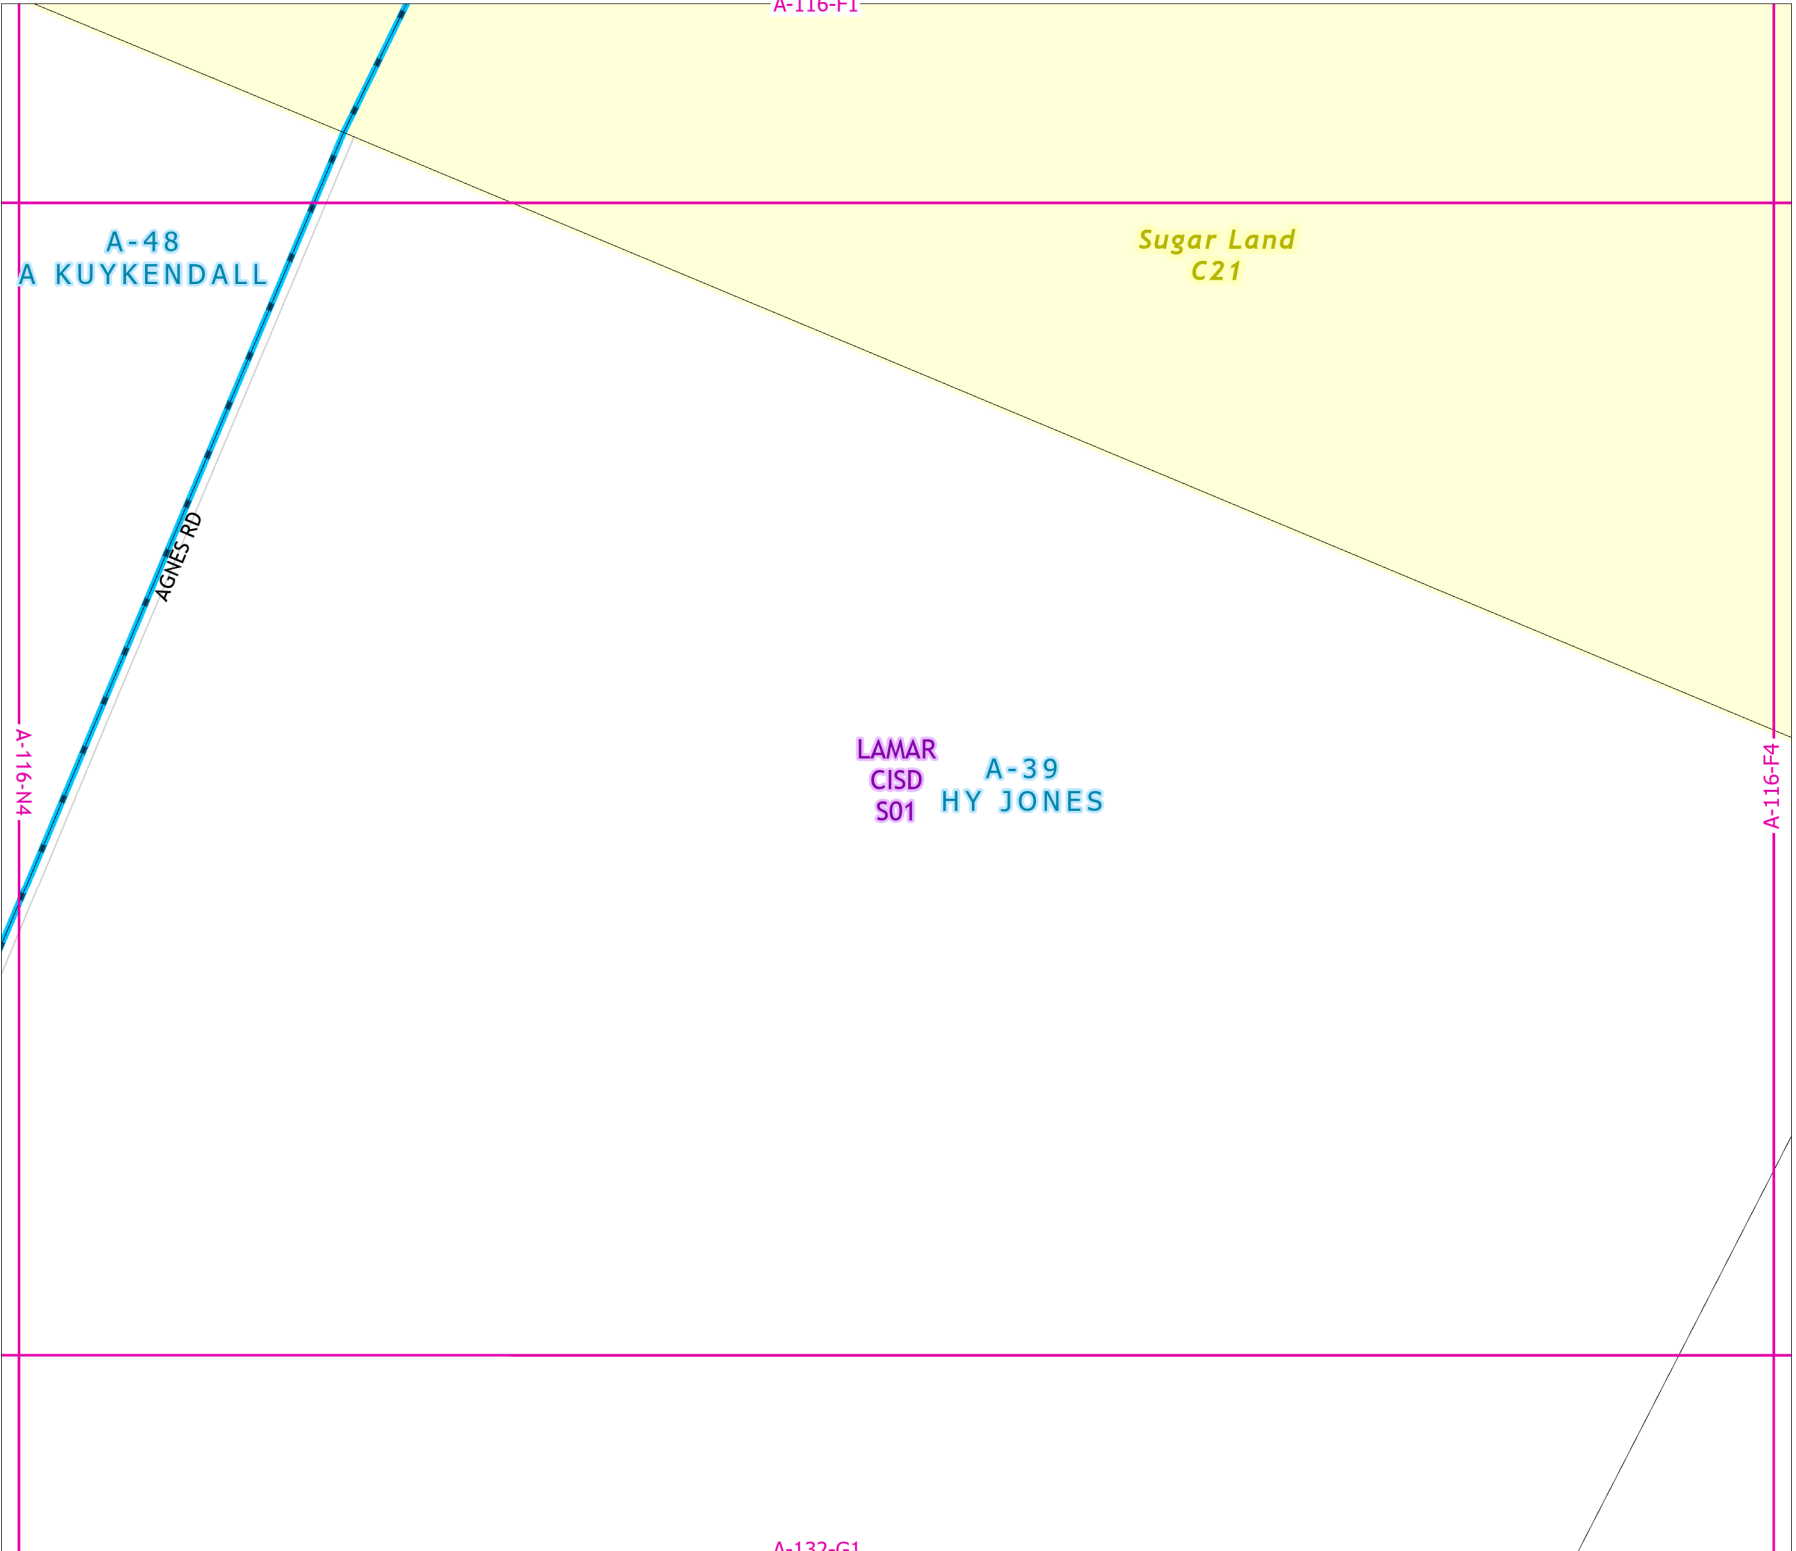 A-116-F1
A-48
A KUYKENDALL
Sugar Land
C21
AGNES RD
A-116-N4
LAMAR
CISD
S01
A-39
HY JONES
A-116-F4
A-132-G1